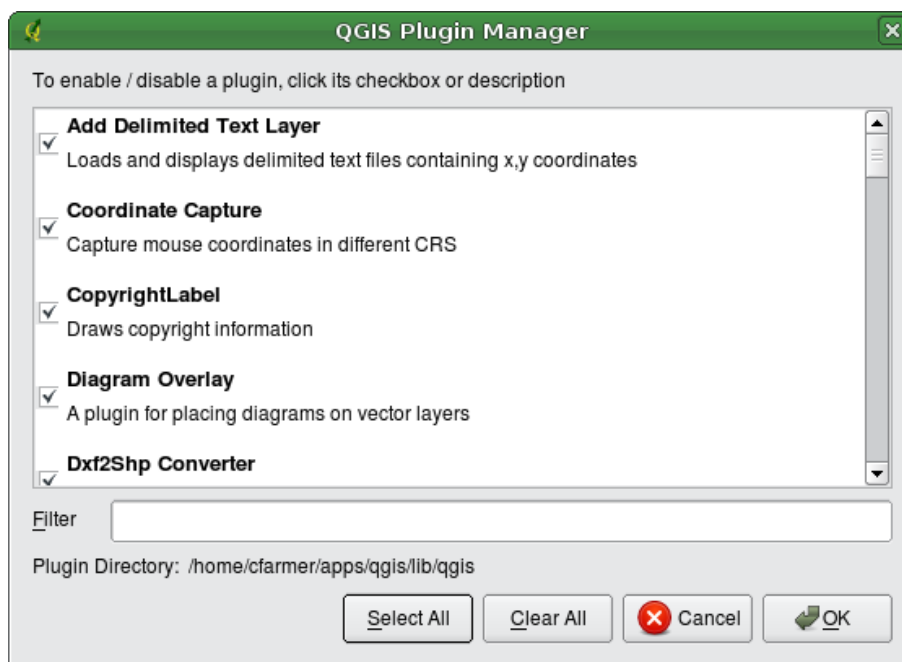 QGIS Plugin Manager
To enable / disable a plugin, click its checkbox or description
Add Delimited Text Layer
Loads and displays delimited text files containing x,y coordinates
Coordinate Capture
Capture mouse coordinates in different CRS
CopyrightLabel
Draws copyright information
Diagram Overlay
A plugin for placing diagrams on vector layers
Dxf2Shp Converter
Filter
Plugin Directory: /home/cfarmer/apps/qgis/lib/qgis
Select All Clear All Cancel OK